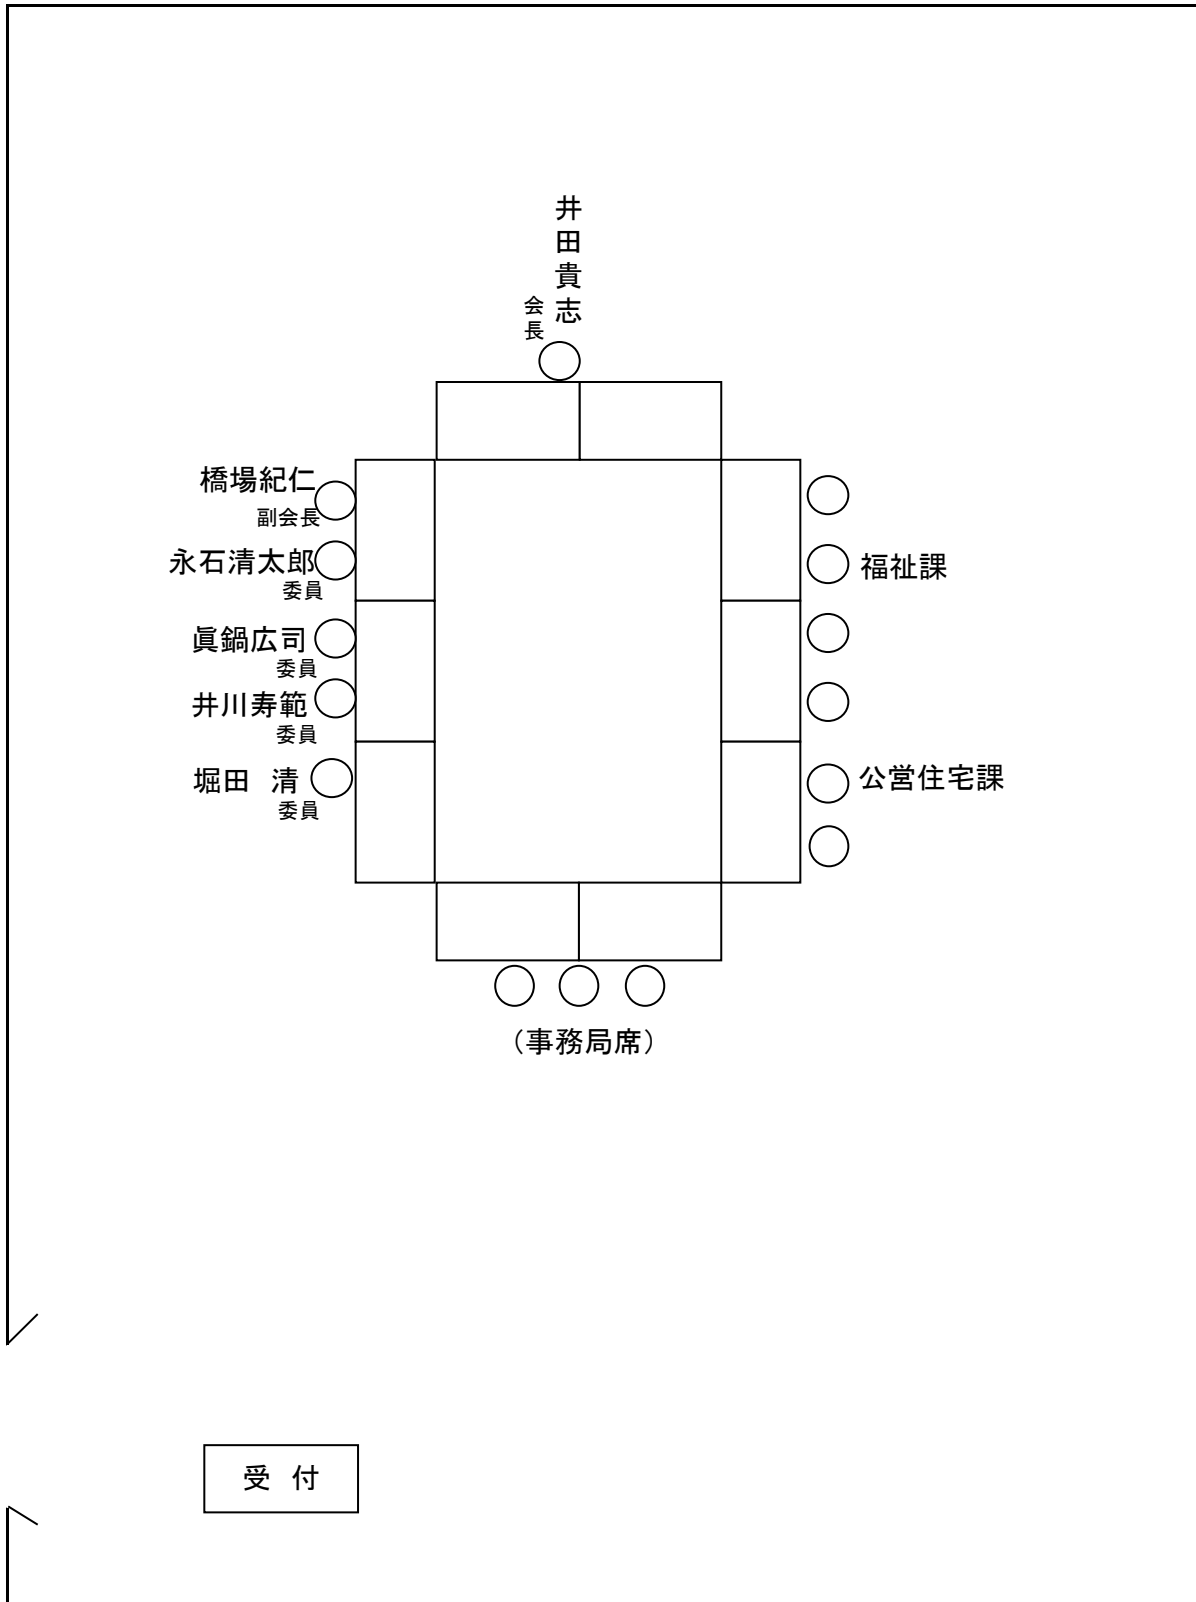 井田貴志
会長
橋場紀仁
副会長
永石清太郎
委員
福祉課
眞鍋広司
委員
井川寿範
委員
堀田　清
委員
公営住宅課
（事務局席）
受　付